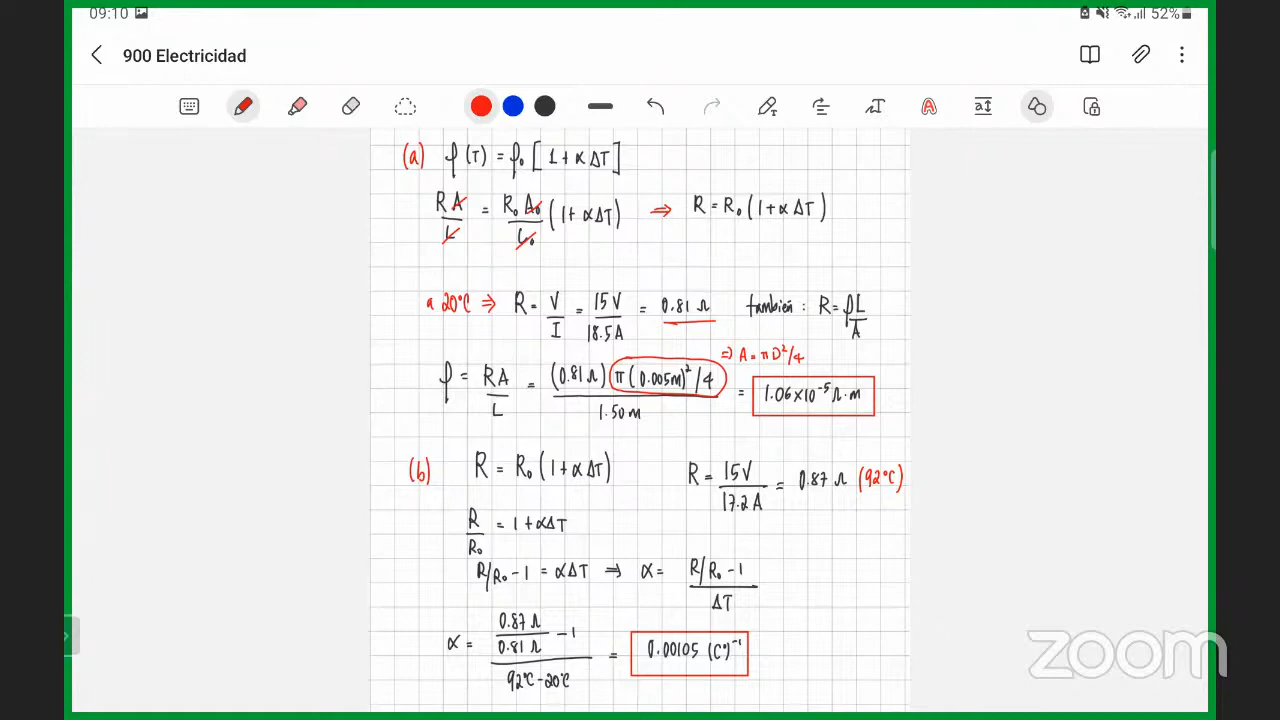 09:10
52%
900 Electricidad
(a) ρ(T) = ρ₀ [ 1 + α ΔT ]
RA/L = R₀A₀/L₀ (1 + αΔT) ⇒ R = R₀ (1 + α ΔT)
a 20°C ⇒ R = V/I = 15 V/18.5 A = 0.81 Ω también : R = ρL/A
⇒ A = π D²/4
ρ = RA/L = (0.81 Ω) π (0.005m)²/4 / 1.50 m = 1.06×10⁻⁵ Ω·m
(b) R = R₀ (1 + α ΔT) R = 15V/17.2 A = 0.87 Ω (92°C)
R/R₀ = 1 + αΔT
R/R₀ - 1 = αΔT ⇒ α = R/R₀ - 1 / ΔT
α = 0.87 Ω/0.81 Ω - 1 / 92°C - 20°C = 0.00105 (C°)⁻¹
zoom